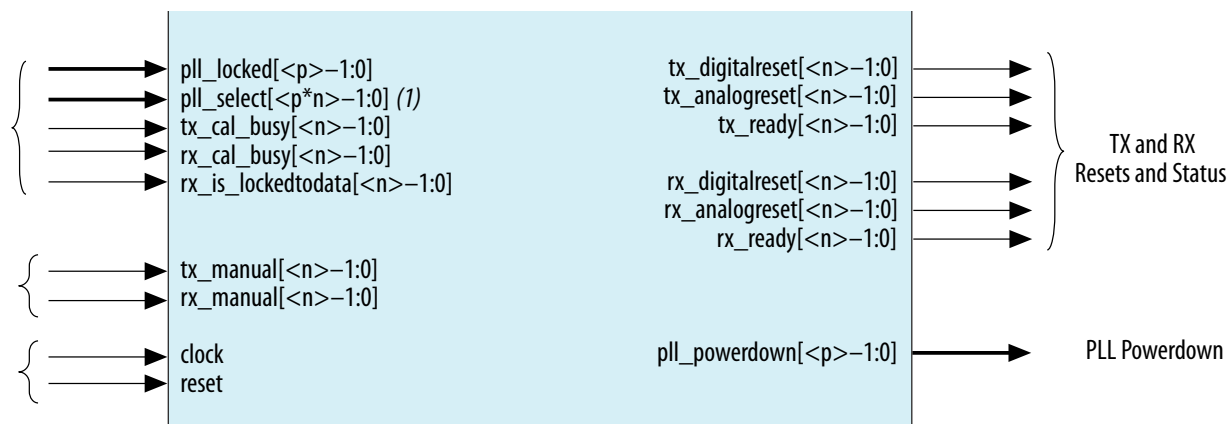 pll_locked[<p>–1:0]
pll_select[<p*n>–1:0] (1)
tx_cal_busy[<n>–1:0]
rx_cal_busy[<n>–1:0]
rx_is_lockedtodata[<n>–1:0]
tx_manual[<n>–1:0]
rx_manual[<n>–1:0]
clock
reset
tx_digitalreset[<n>–1:0]
tx_analogreset[<n>–1:0]
tx_ready[<n>–1:0]
rx_digitalreset[<n>–1:0]
rx_analogreset[<n>–1:0]
rx_ready[<n>–1:0]
pll_powerdown[<p>–1:0]
TX and RX
Resets and Status
PLL Powerdown